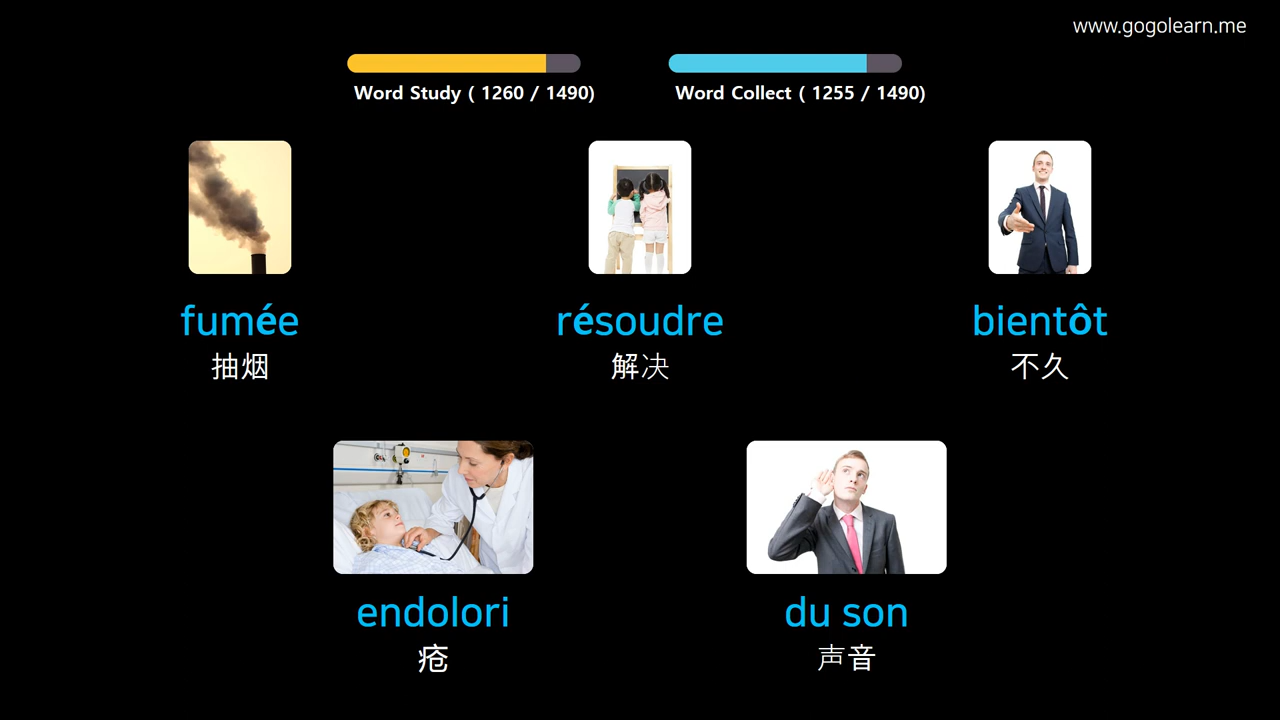 www.gogolearn.me
Word Study ( 1260 / 1490)
Word Collect ( 1255 / 1490)
fumée
抽烟
résoudre
解决
bientôt
不久
endolori
疮
du son
声音